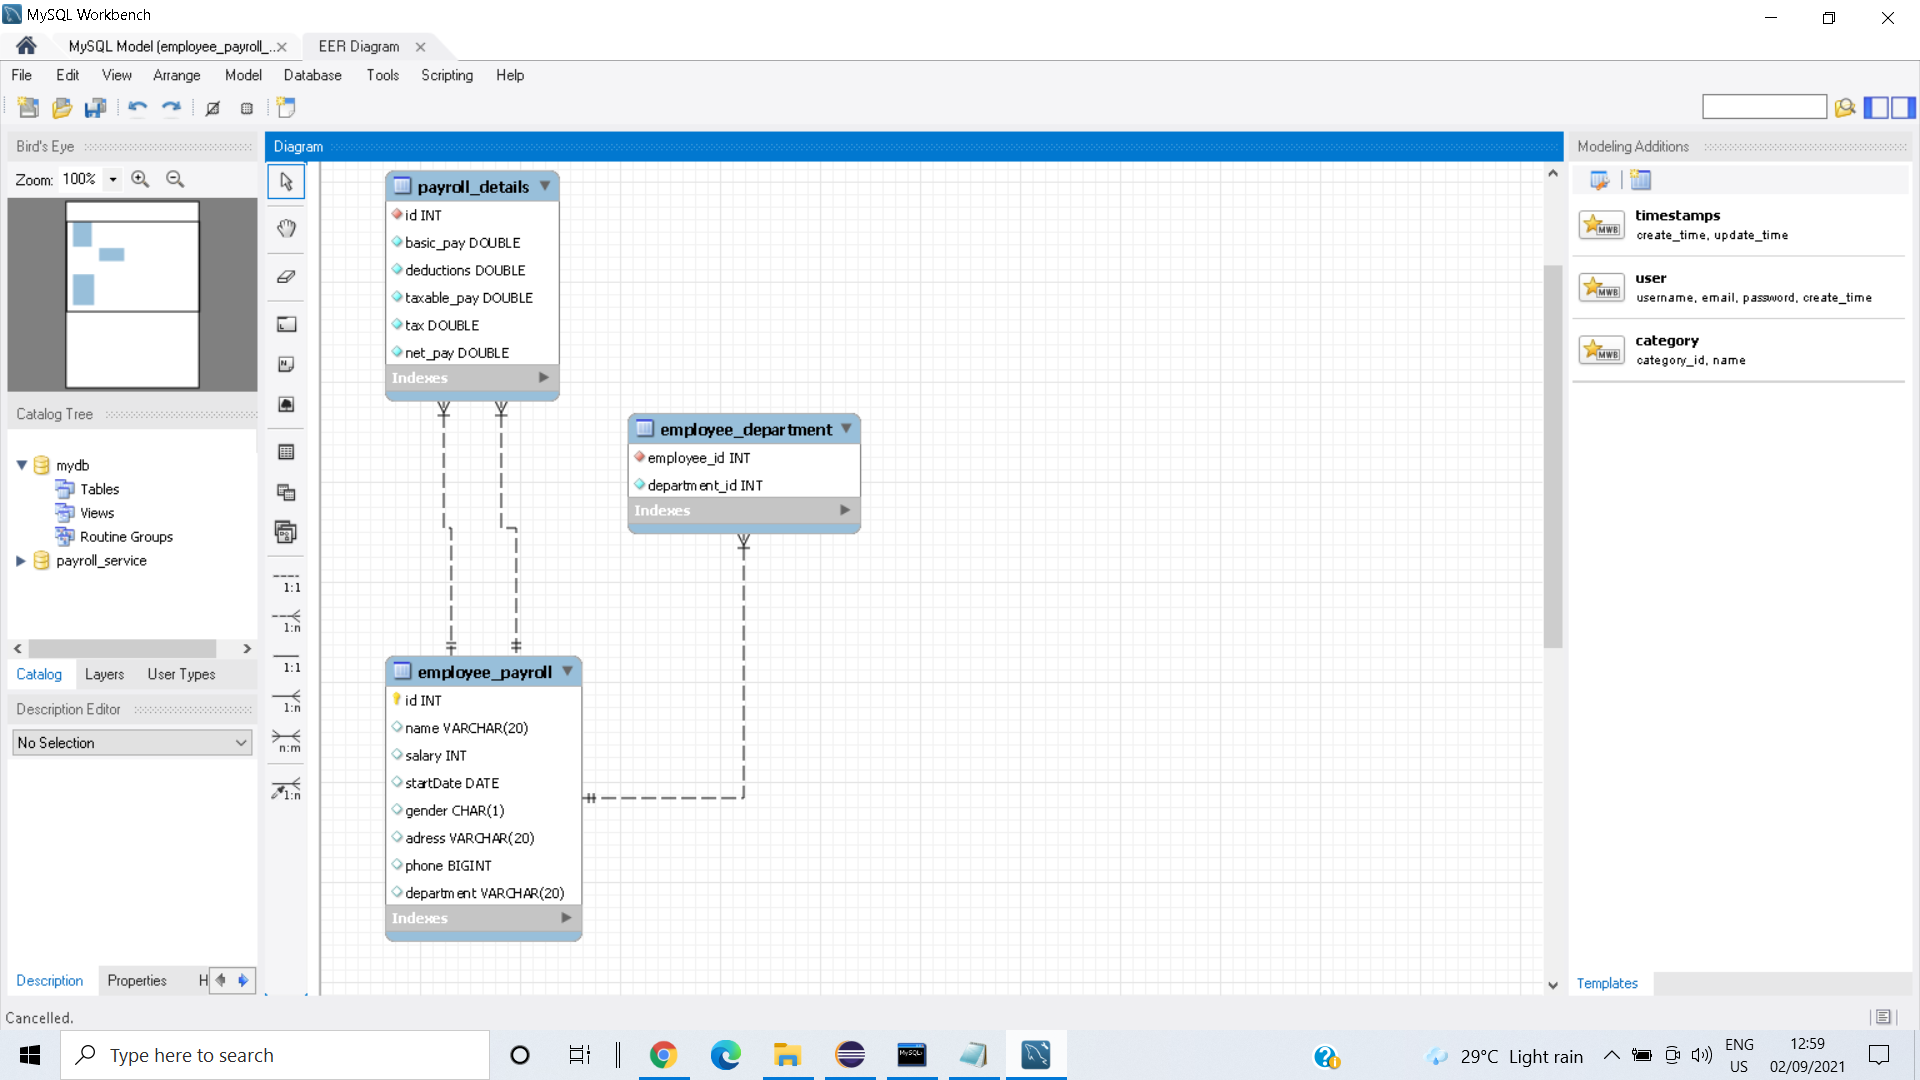 MySQL Workbench
MySQL Model (employee_payroll_..
EER Diagram
File Edit View Arrange Model Database Tools Scripting Help
Bird's Eye
Zoom: 100%
Catalog Tree
mydb
Tables
Views
Routine Groups
payroll_service
Catalog Layers User Types
Description Editor
No Selection
Description Properties H
Cancelled.
Diagram
1:1
1:n
1:1
1:n
n:m
1:n
payroll_details
id INT
basic_pay DOUBLE
deductions DOUBLE
taxable_pay DOUBLE
tax DOUBLE
net_pay DOUBLE
Indexes
employee_department
employee_id INT
department_id INT
Indexes
employee_payroll
id INT
name VARCHAR(20)
salary INT
startDate DATE
gender CHAR(1)
adress VARCHAR(20)
phone BIGINT
department VARCHAR(20)
Indexes
Modeling Additions
MWB
timestamps
create_time, update_time
MWB
user
username, email, password, create_time
MWB
category
category_id, name
Templates
Type here to search
MySQL
29°C Light rain
ENG
US
12:59
02/09/2021